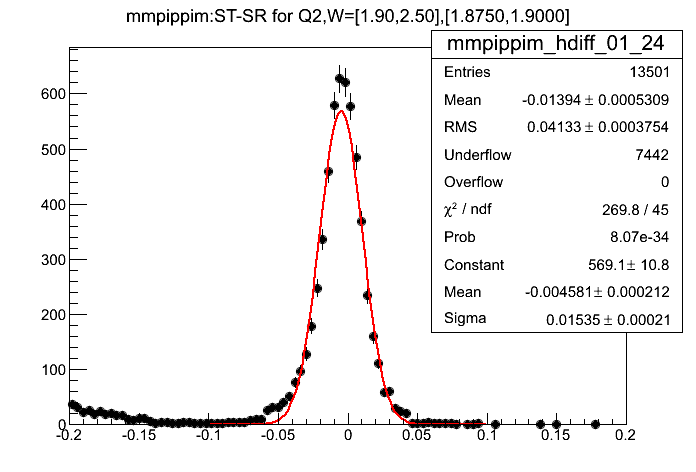 mmpippim:ST-SR for Q2,W=[1.90,2.50],[1.8750,1.9000]
mmpippim_hdiff_01_24
Entries 13501
Mean -0.01394 ± 0.0005309
RMS 0.04133 ± 0.0003754
Underflow 7442
Overflow 0
χ² / ndf 269.8 / 45
Prob 8.07e-34
Constant 569.1 ± 10.8
Mean -0.004581 ± 0.000212
Sigma 0.01535 ± 0.00021
600
500
400
300
200
100
0
-0.2 -0.15 -0.1 -0.05 0 0.05 0.1 0.15 0.2